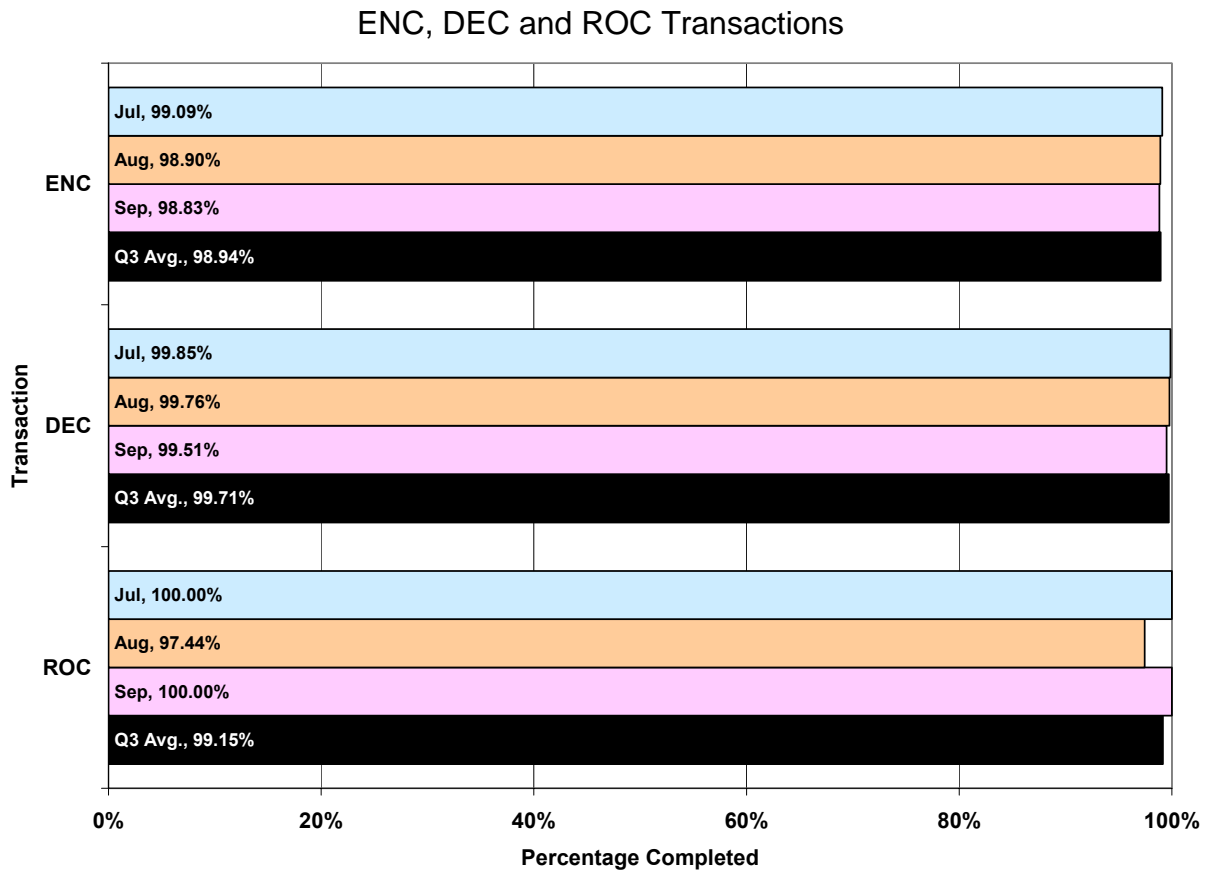 ENC, DEC and ROC Transactions
Jul, 99.09%
Aug, 98.90%
ENC
Sep, 98.83%
Q3 Avg., 98.94%
Jul, 99.85%
Aug, 99.76%
DEC
Sep, 99.51%
Q3 Avg., 99.71%
Transaction
Jul, 100.00%
Aug, 97.44%
ROC
Sep, 100.00%
Q3 Avg., 99.15%
0% 20% 40% 60% 80% 100%
Percentage Completed